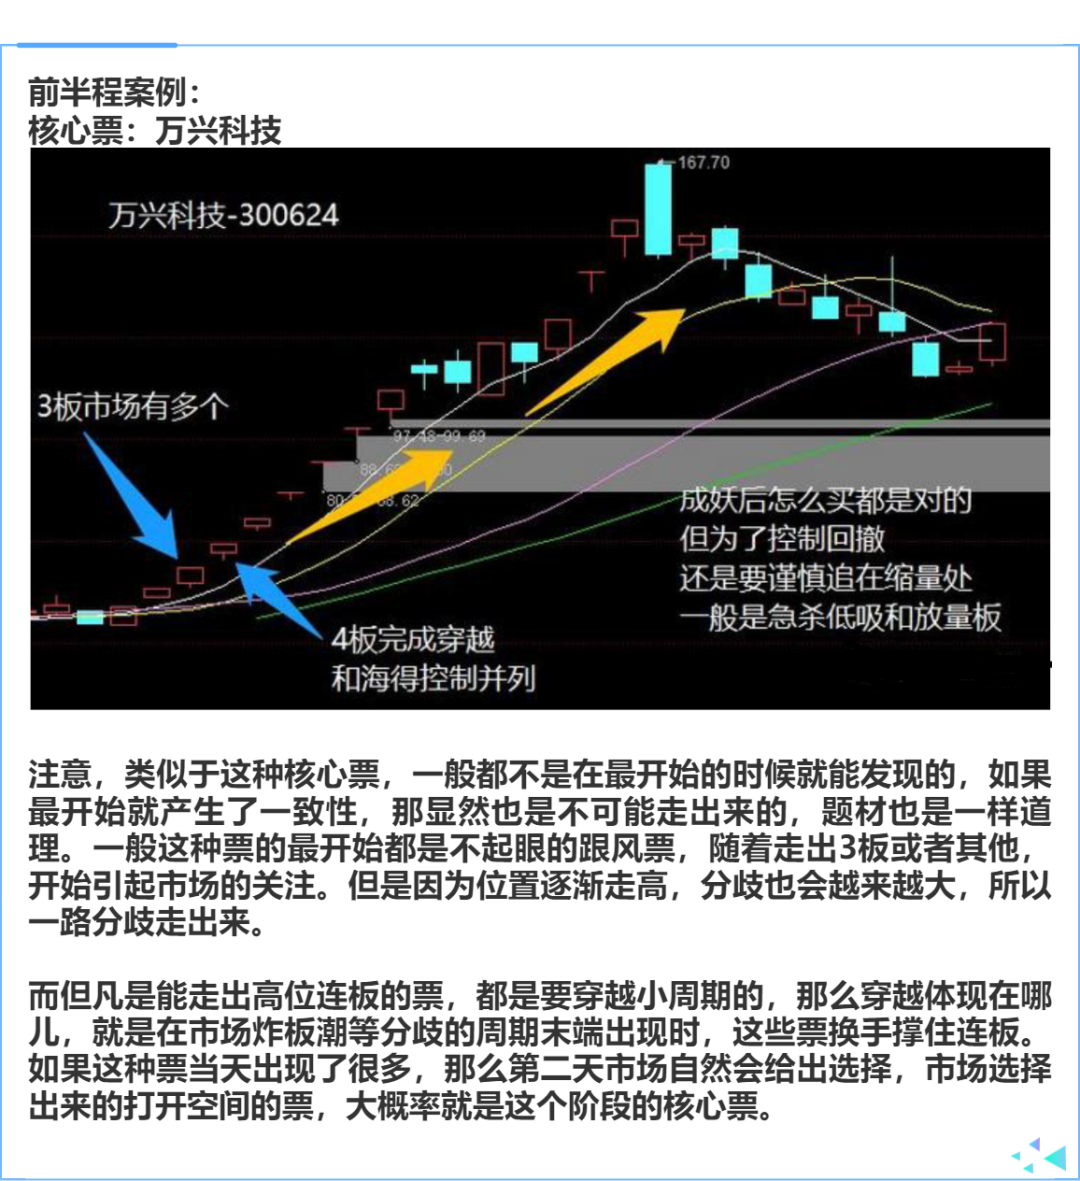 前半程案例：
核心票：万兴科技
167.70
万兴科技-300624
3板市场有多个
97.48-99.69
成妖后怎么买都是对的
但为了控制回撤
还是要谨慎追在缩量处
一般是急杀低吸和放量板
4板完成穿越
和海得控制并列
注意，类似于这种核心票，一般都不是在最开始的时候就能发现的，如果
最开始就产生了一致性，那显然也是不可能走出来的，题材也是一样道
理。一般这种票的最开始都是不起眼的跟风票，随着走出3板或者其他，
开始引起市场的关注。但是因为位置逐渐走高，分歧也会越来越大，所以
一路分歧走出来。
而但凡是能走出高位连板的票，都是要穿越小周期的，那么穿越体现在哪
儿，就是在市场炸板潮等分歧的周期末端出现时，这些票换手撑住连板。
如果这种票当天出现了很多，那么第二天市场自然会给出选择，市场选择
出来的打开空间的票，大概率就是这个阶段的核心票。